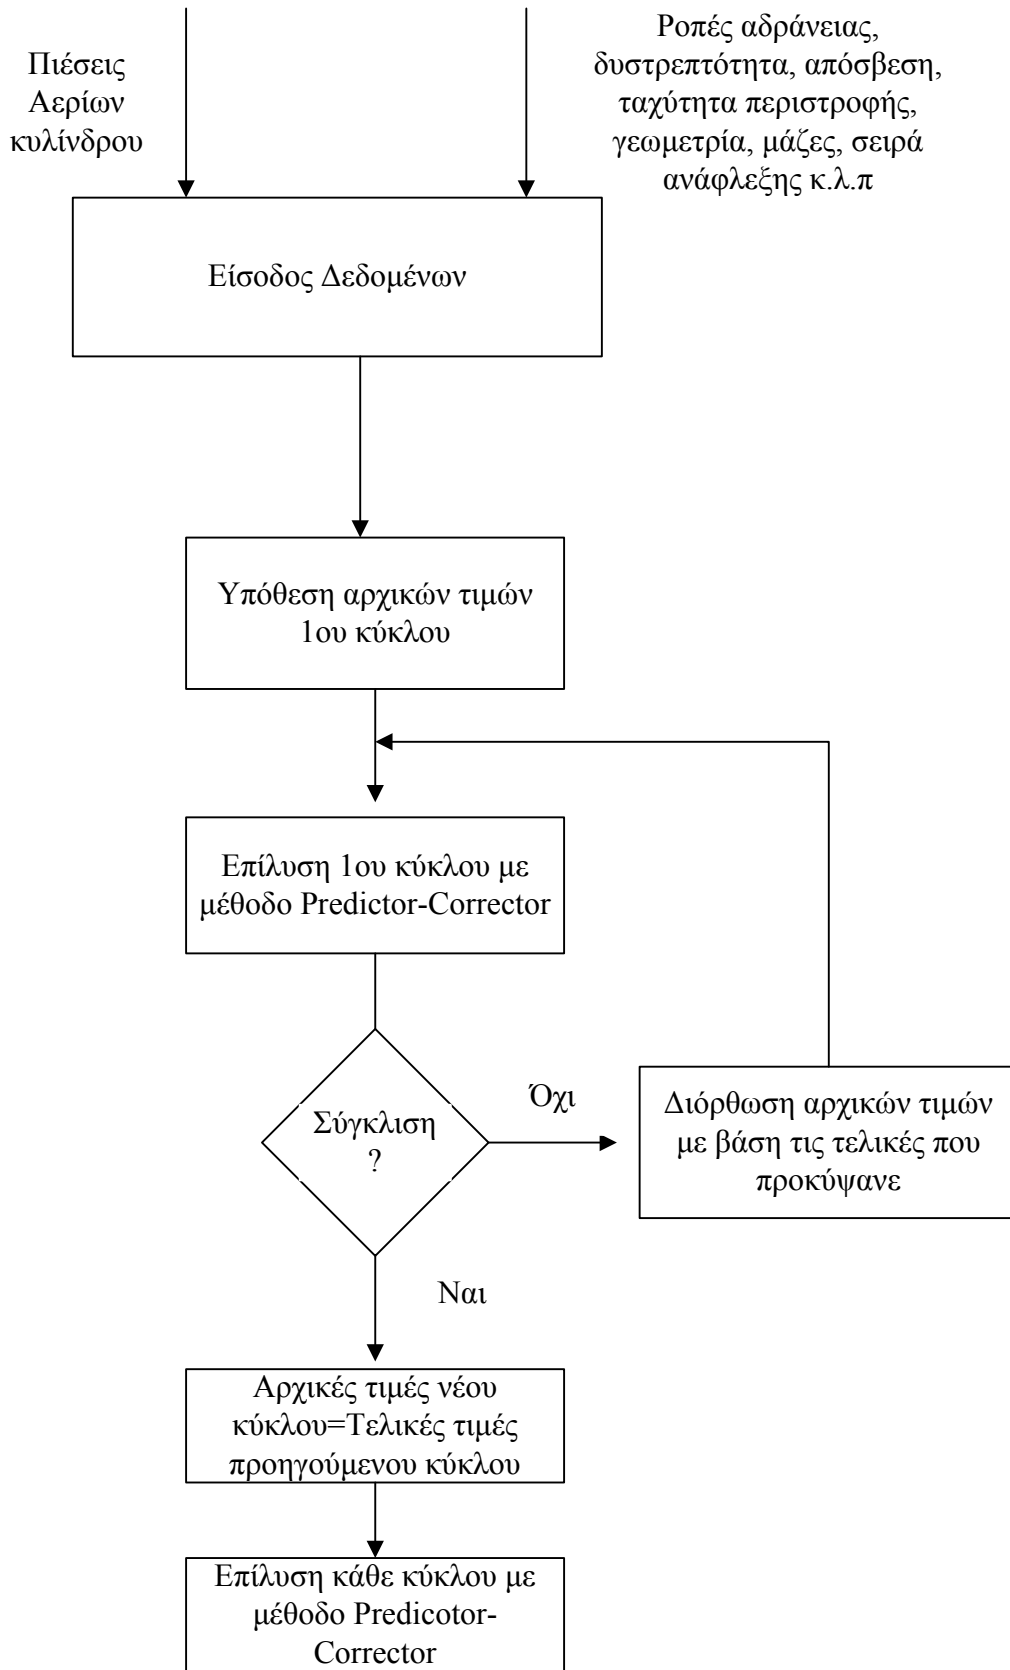 Πιέσεις
Αερίων
κυλίνδρου
Ροπές αδράνειας,
δυστρεπτότητα, απόσβεση,
ταχύτητα περιστροφής,
γεωμετρία, μάζες, σειρά
ανάφλεξης κ.λ.π
Είσοδος Δεδομένων
Υπόθεση αρχικών τιμών
1ου κύκλου
Επίλυση 1ου κύκλου με
μέθοδο Predictor-Corrector
Σύγκλιση
?
Όχι
Διόρθωση αρχικών τιμών
με βάση τις τελικές που
προκύψανε
Ναι
Αρχικές τιμές νέου
κύκλου=Τελικές τιμές
προηγούμενου κύκλου
Επίλυση κάθε κύκλου με
μέθοδο Predicotor-
Corrector